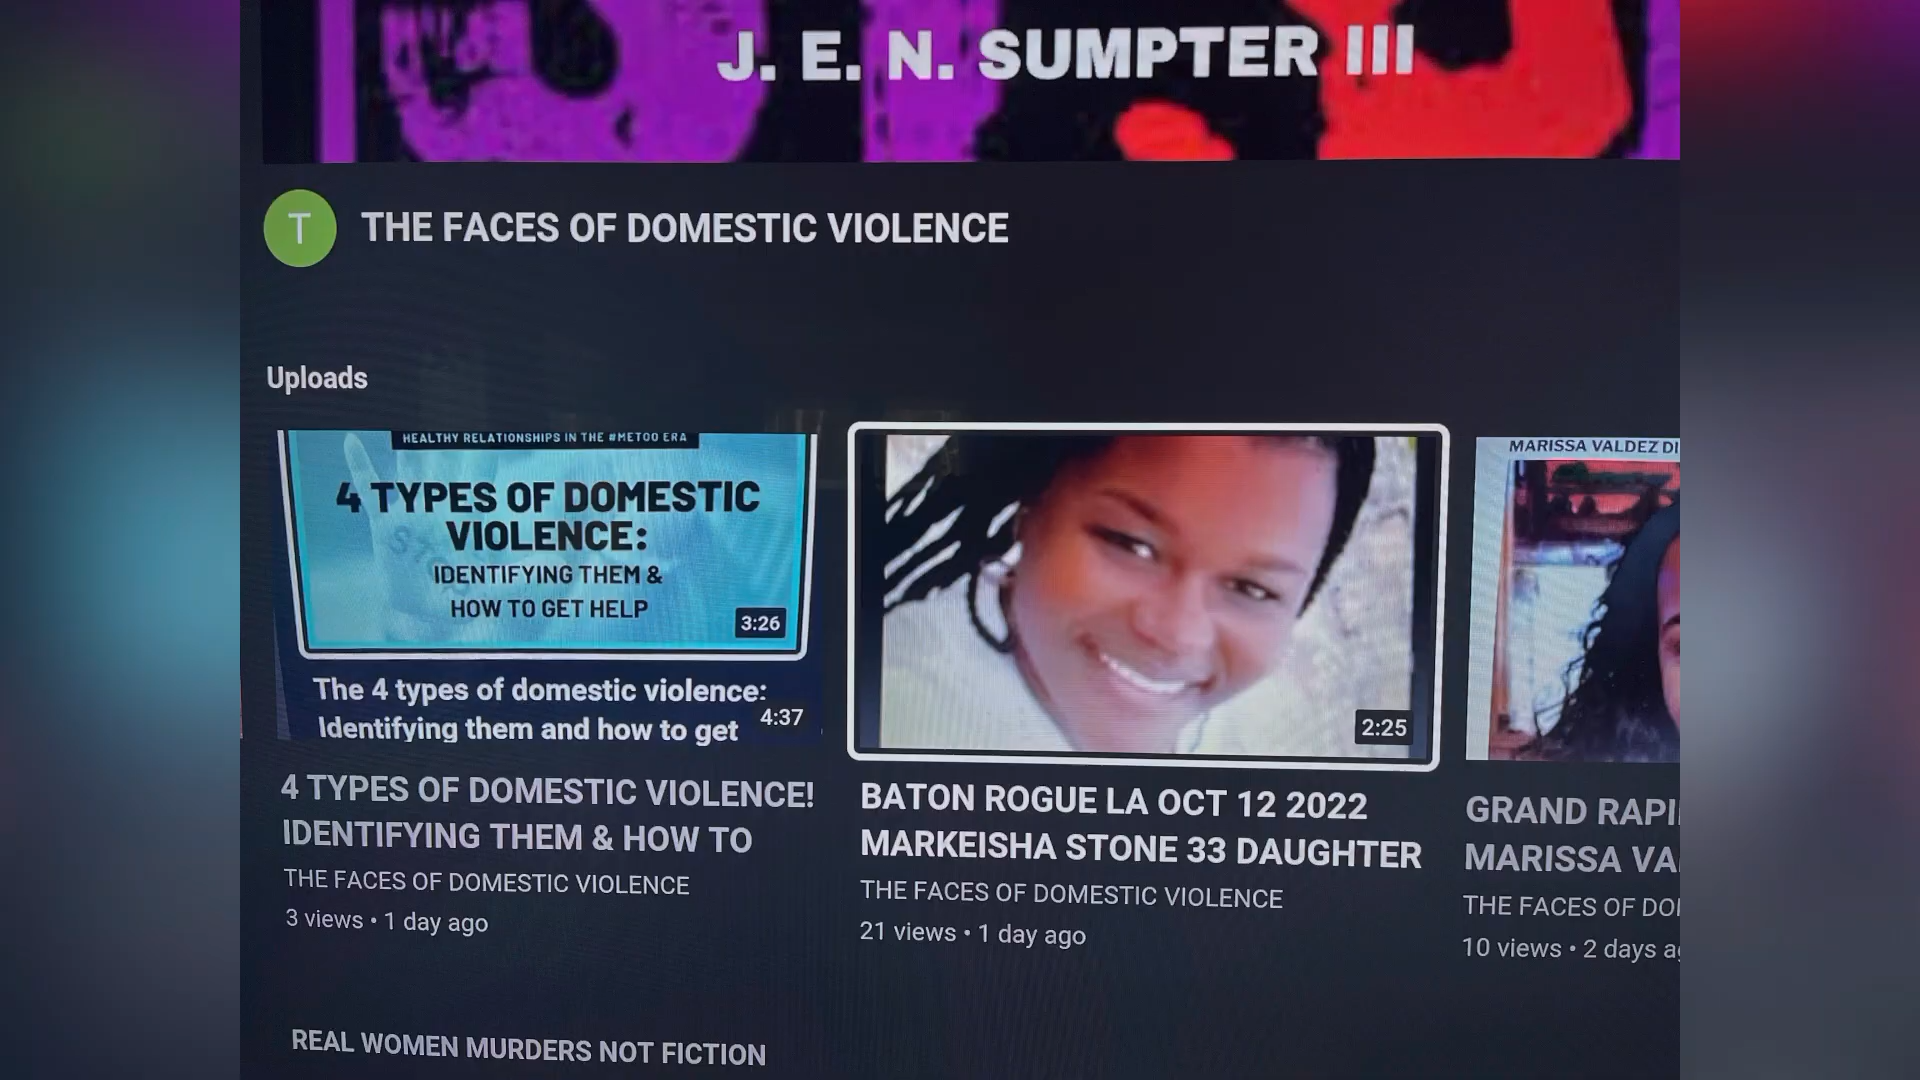 J. E. N. SUMPTER III
T
THE FACES OF DOMESTIC VIOLENCE
Uploads
HEALTHY RELATIONSHIPS IN THE #METOO ERA
4 TYPES OF DOMESTIC
VIOLENCE:
IDENTIFYING THEM &
HOW TO GET HELP
3:26
The 4 types of domestic violence:
Identifying them and how to get
4:37
4 TYPES OF DOMESTIC VIOLENCE!
IDENTIFYING THEM & HOW TO
THE FACES OF DOMESTIC VIOLENCE
3 views • 1 day ago
2:25
BATON ROGUE LA OCT 12 2022
MARKEISHA STONE 33 DAUGHTER
THE FACES OF DOMESTIC VIOLENCE
21 views • 1 day ago
MARISSA VALDEZ DI
GRAND RAPI
MARISSA VA
THE FACES OF DO
10 views • 2 days a
REAL WOMEN MURDERS NOT FICTION